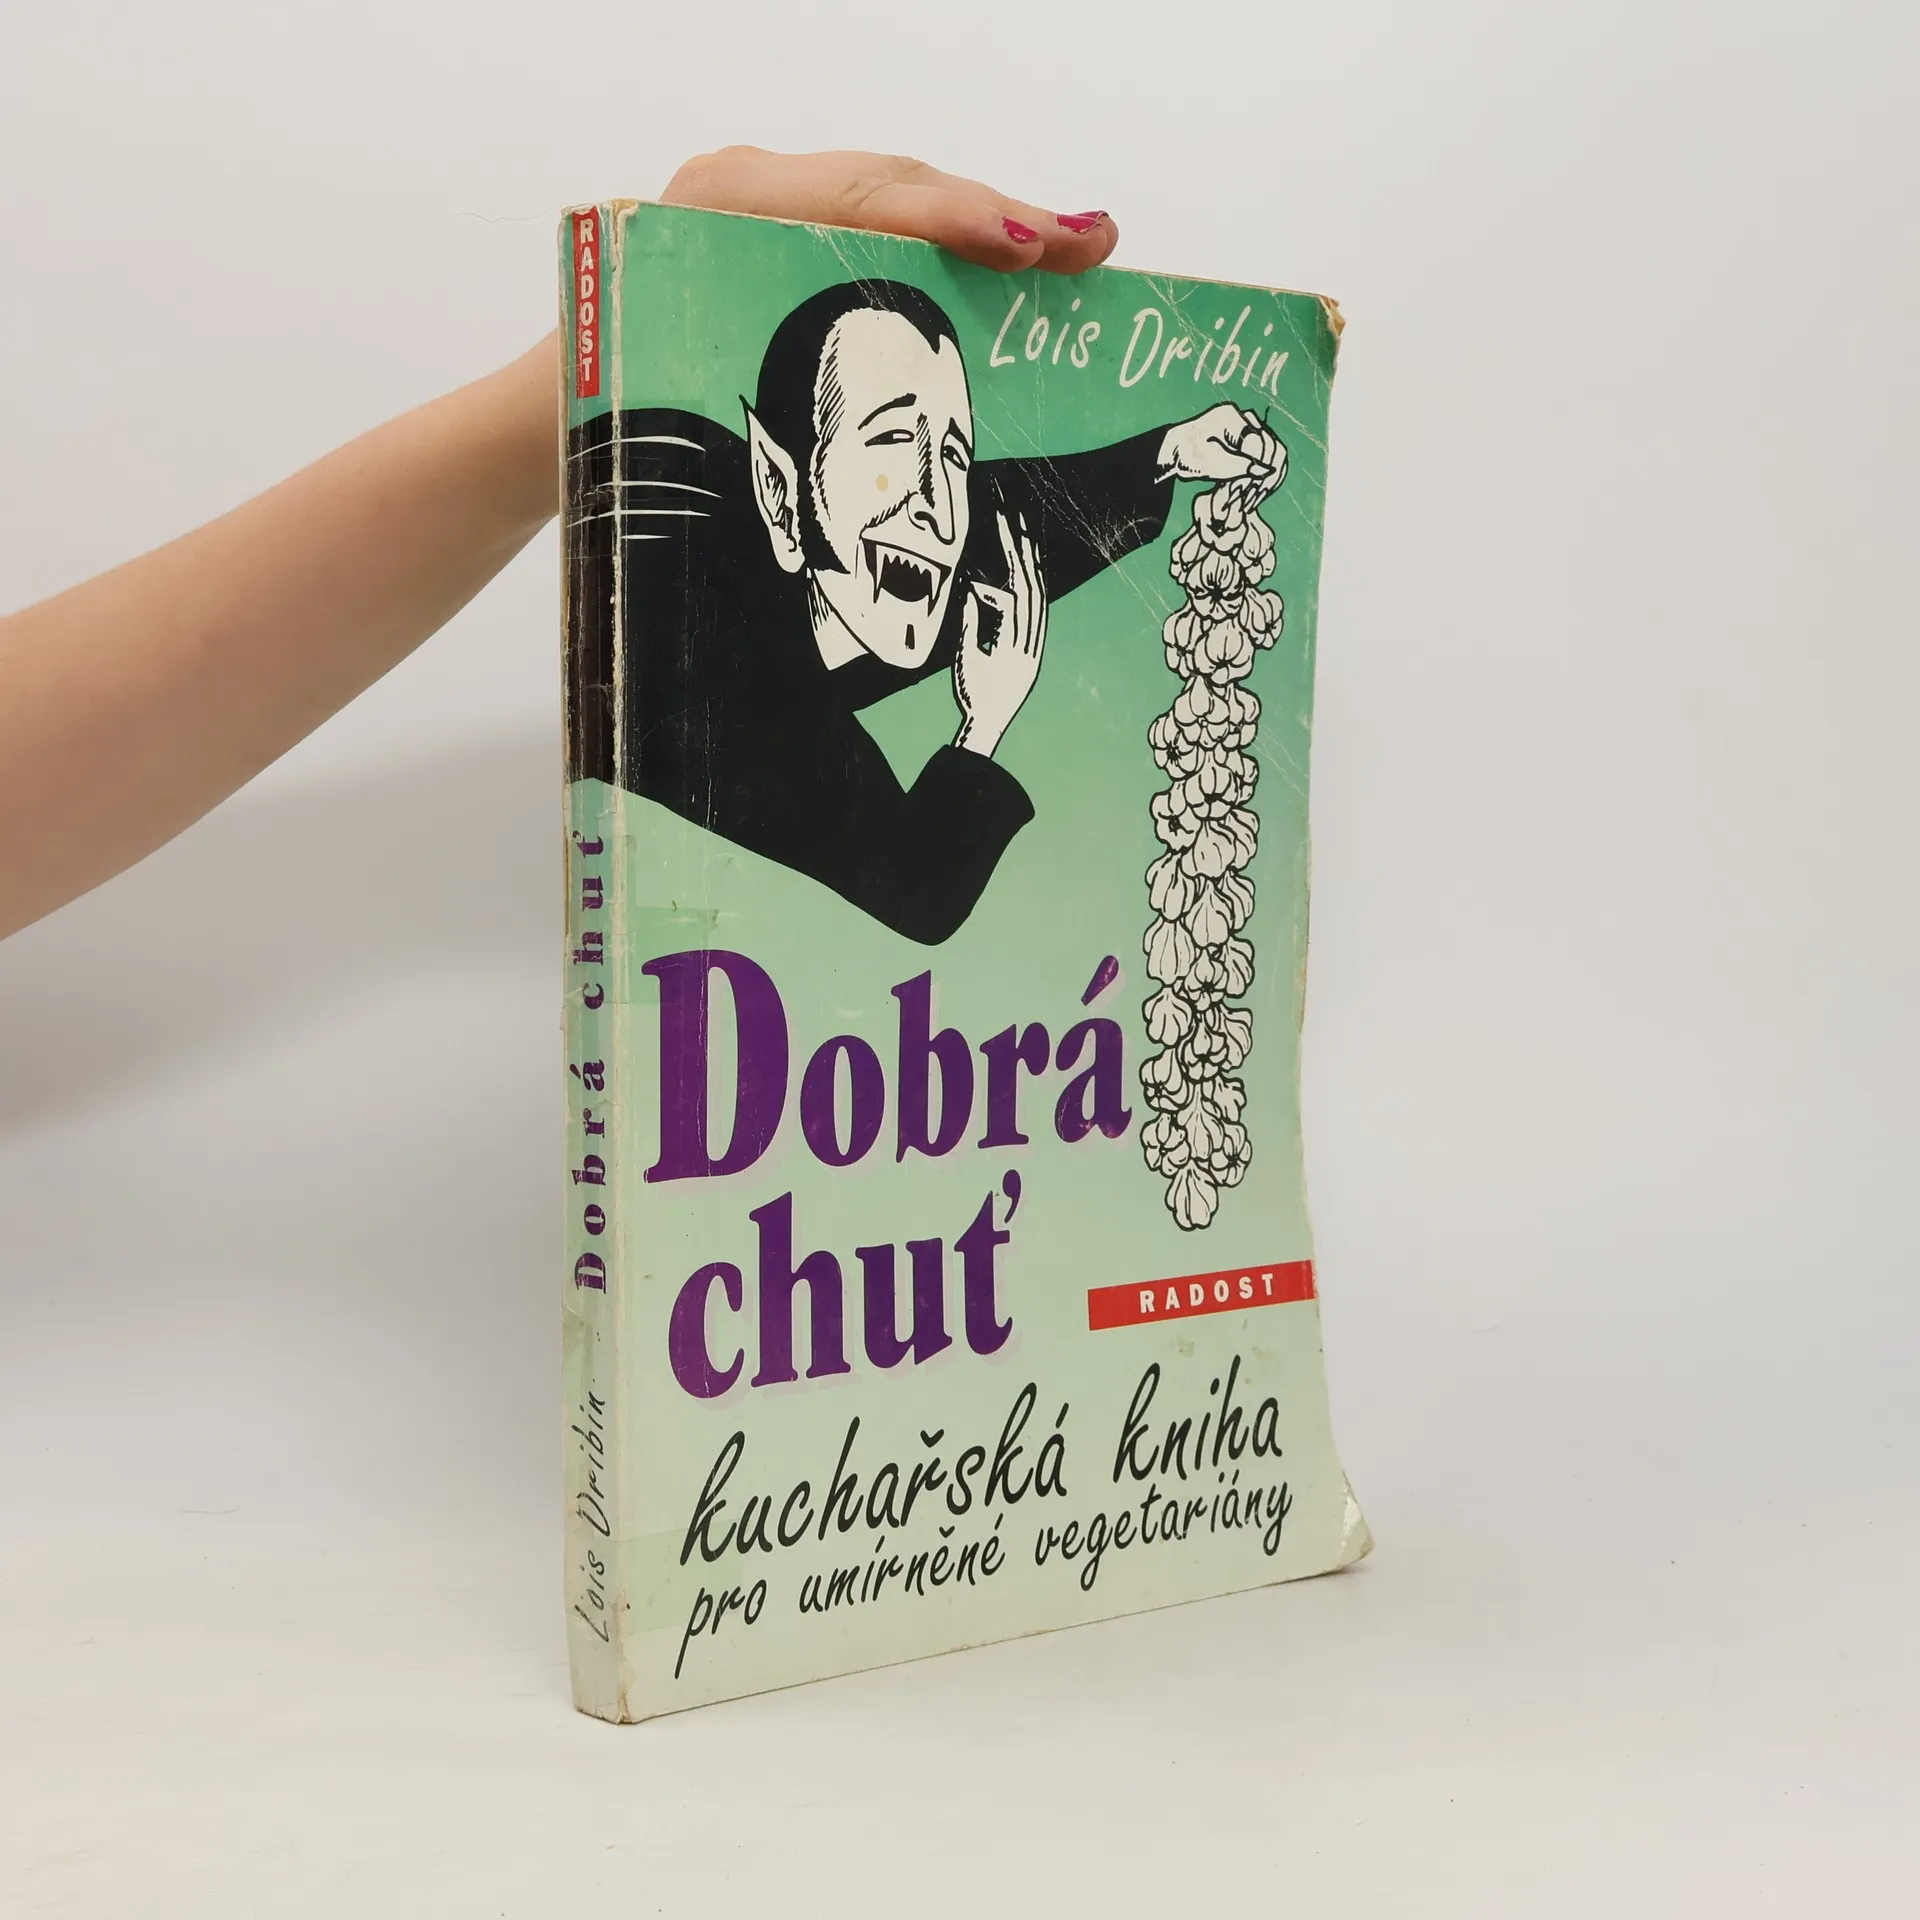 RADOST
Dobrá chuť
Lois Dribin
Lois Dribin
Dobrá
chuť
RADOST
kuchařská kniha
pro umírněné vegetariány